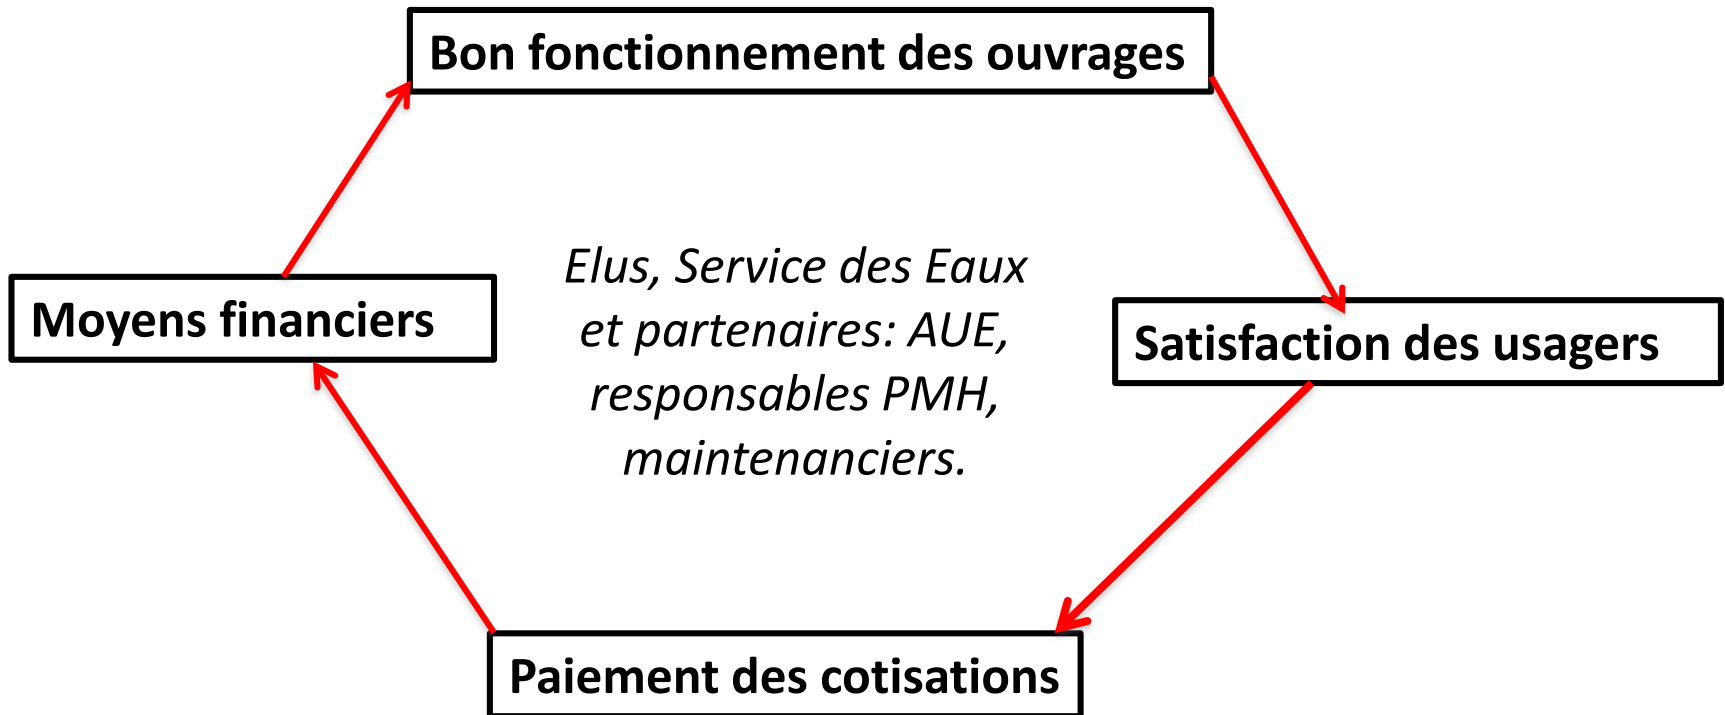 Bon fonctionnement des ouvrages
Elus, Service des Eaux
et partenaires: AUE,
responsables PMH,
maintenanciers.
Moyens financiers
Satisfaction des usagers
Paiement des cotisations